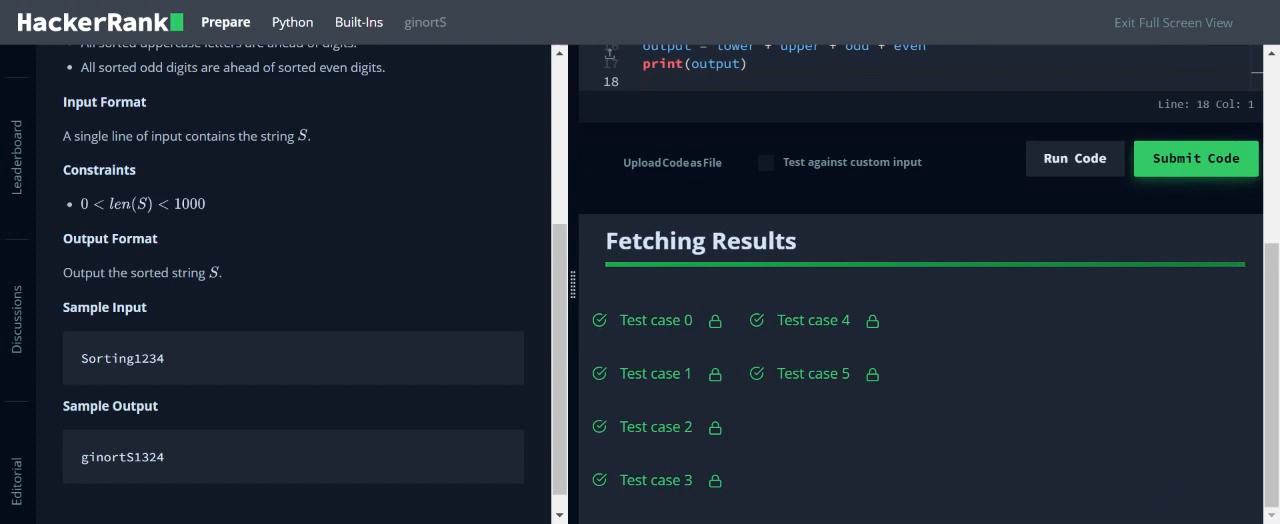 HackerRank
Prepare
Python
Built-Ins
ginortS
Exit Full Screen View
Leaderboard
Discussions
Editorial
All sorted uppercase letters are ahead of digits.
• All sorted odd digits are ahead of sorted even digits.
Input Format
A single line of input contains the string S.
Constraints
• 0 < len(S) < 1000
Output Format
Output the sorted string S.
Sample Input
Sorting1234
Sample Output
ginortS1324
16 output = lower + upper + odd + even
17 print(output)
18
Line: 18 Col: 1
Upload Code as File
Test against custom input
Run Code
Submit Code
Fetching Results
Test case 0
Test case 4
Test case 1
Test case 5
Test case 2
Test case 3